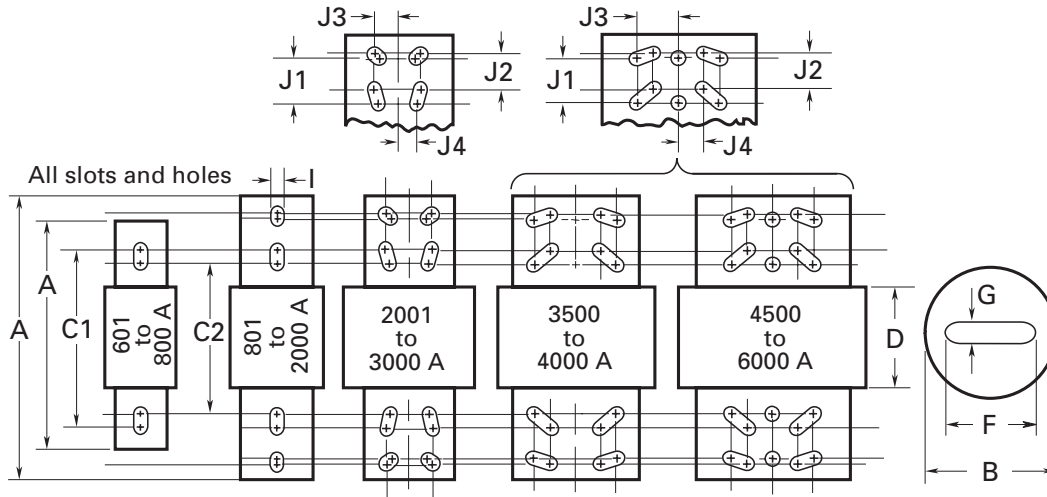 J3
J3
J1
J2
J1
J2
J4
J4
All slots and holes
I
A
A
C1
601
to
800 A
C2
801
to
2000 A
2001
to
3000 A
3500
to
4000 A
4500
to
6000 A
D
G
F
B